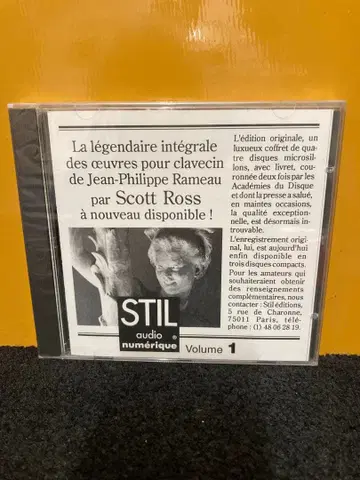 La légendaire intégrale
des œuvres pour clavecin
de Jean-Philippe Rameau
par Scott Ross
à nouveau disponible !
L'édition originale, un
luxueux coffret de qua-
tre disques microsil-
lons, avec livret, cou-
ronnée deux fois par les
Académies du Disque
et dont la presse a salué,
en maintes occasions,
la qualité exception-
nelle, est désormais in-
trouvable.
L'enregistrement origi-
nal, lui, est aujourd'hui
enfin disponible en
trois disques compacts.
Pour les amateurs qui
souhaiteraient obtenir
des renseignements
complémentaires, nous
contacter : Stil éditions,
5 rue de Charonne,
75011 Paris, télé-
phone : (1) 48 06 28 19.
STIL
audio
numérique ®
Volume 1